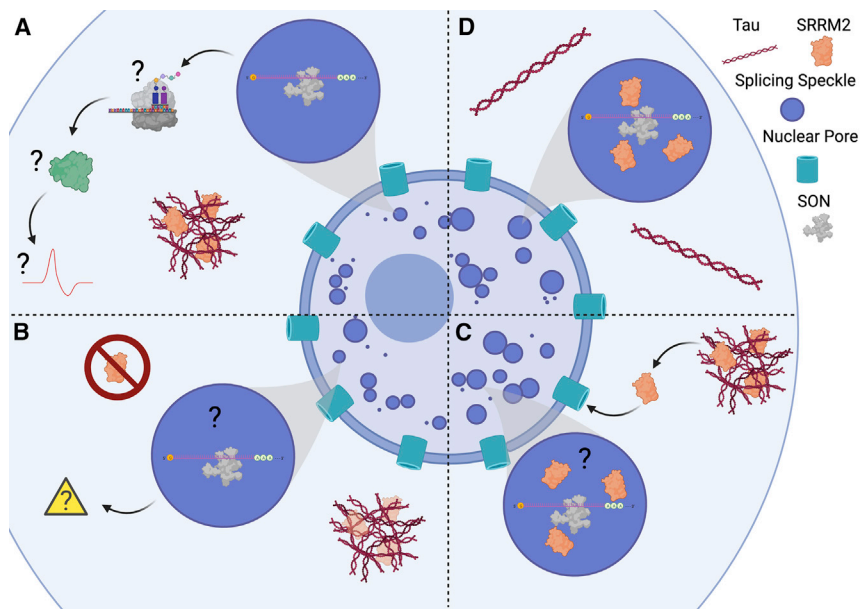 A
D
Tau
SRRM2
Splicing Speckle
Nuclear Pore
SON
?
?
?
B
C
?
?
?